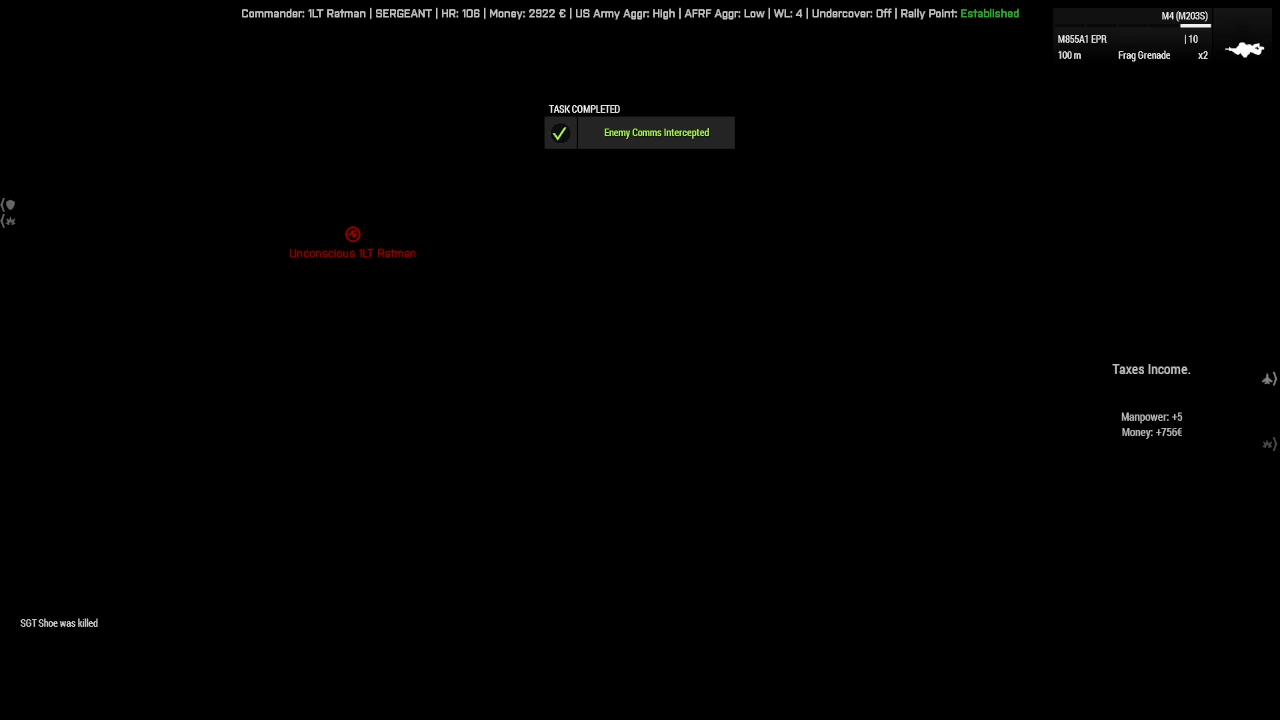 Commander: 1LT Ratman | SERGEANT | HR: 106 | Money: 2922 € | US Army Aggr: High | AFRF Aggr: Low | WL: 4 | Undercover: Off | Rally Point: Established
M4 (M203S)
M855A1 EPR | 10
100 m Frag Grenade x2
TASK COMPLETED
Enemy Comms Intercepted
Unconscious 1LT Ratman
Taxes Income.
Manpower: +5
Money: +756€
SGT Shoe was killed